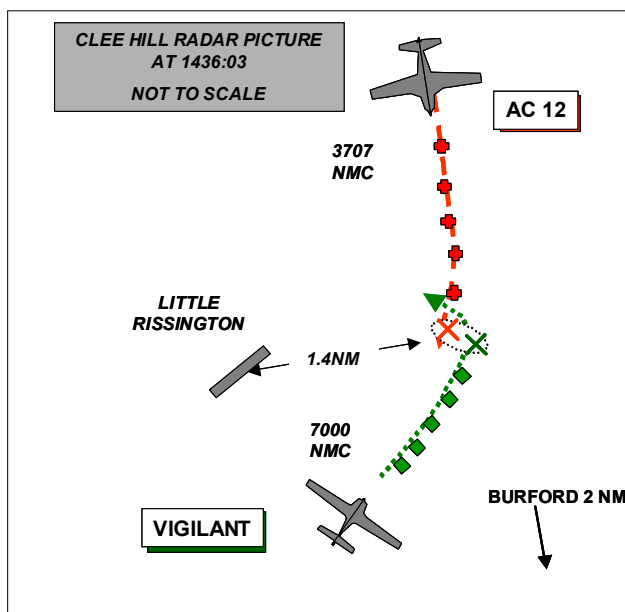 CLEE HILL RADAR PICTURE
AT 1436:03
NOT TO SCALE
AC 12
3707
NMC
LITTLE
RISSINGTON
1.4NM
7000
NMC
BURFORD 2 NM
VIGILANT